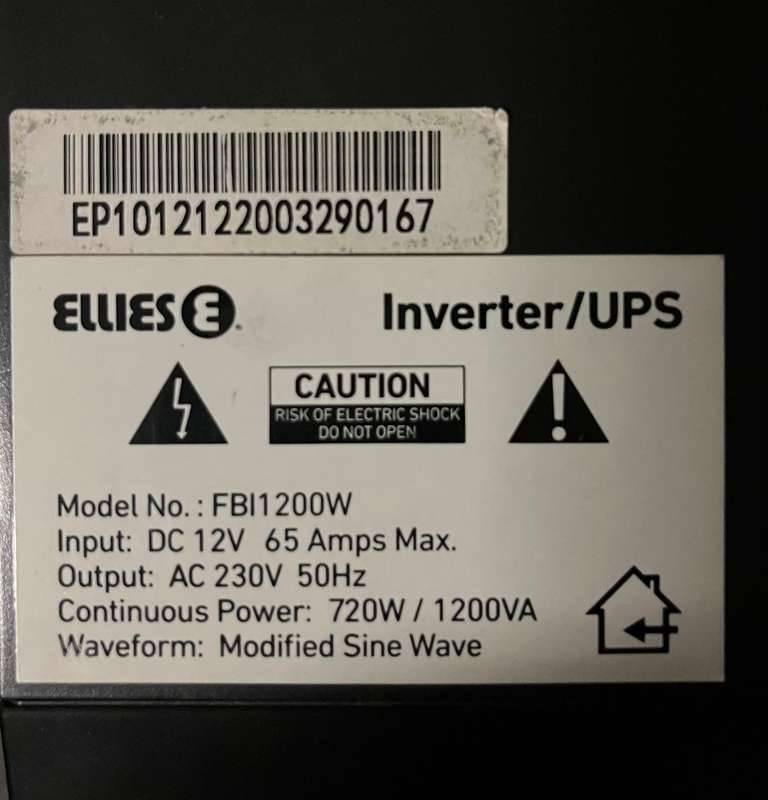 EP1012122003290167
ELLIES E.
Inverter/UPS
CAUTION
RISK OF ELECTRIC SHOCK
DO NOT OPEN
Model No. : FBI1200W
Input: DC 12V 65 Amps Max.
Output: AC 230V 50Hz
Continuous Power: 720W / 1200VA
Waveform: Modified Sine Wave